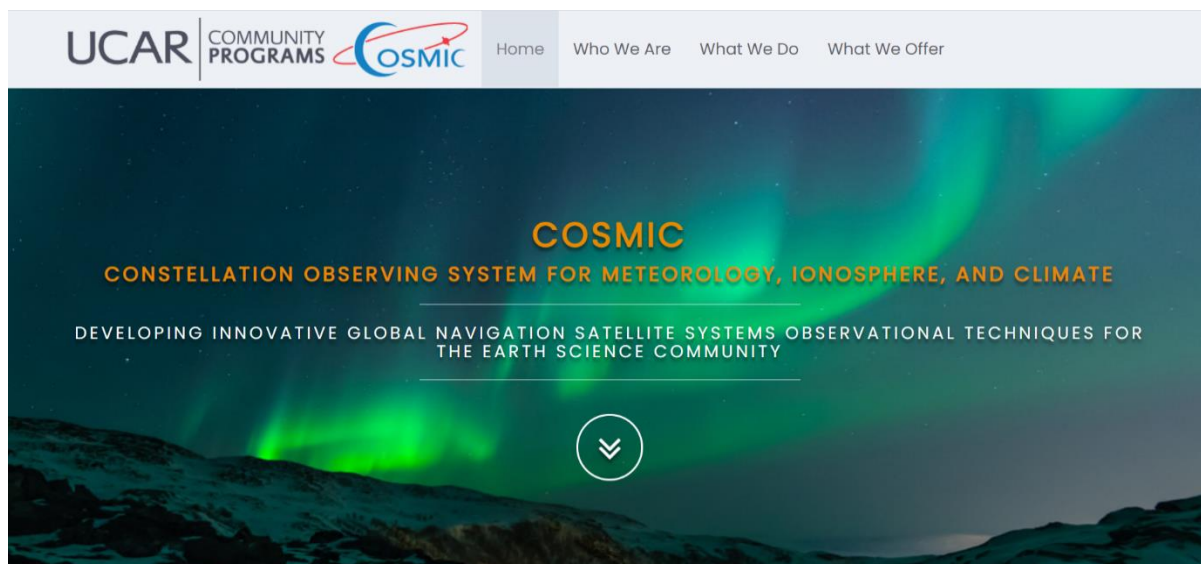 UCAR COMMUNITY PROGRAMS COSMIC Home Who We Are What We Do What We Offer
COSMIC
CONSTELLATION OBSERVING SYSTEM FOR METEOROLOGY, IONOSPHERE, AND CLIMATE
DEVELOPING INNOVATIVE GLOBAL NAVIGATION SATELLITE SYSTEMS OBSERVATIONAL TECHNIQUES FOR
THE EARTH SCIENCE COMMUNITY